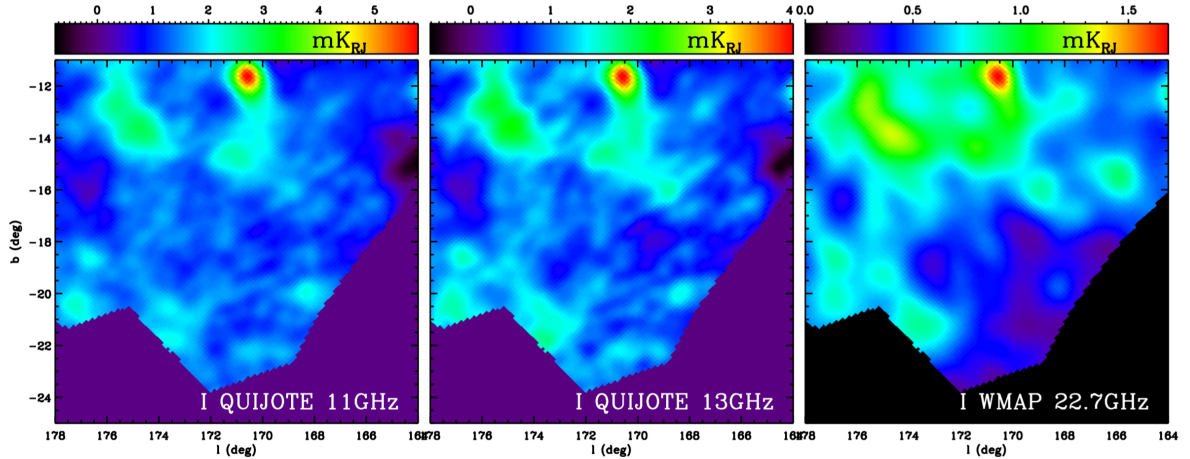 0 1 2 3 4 5
0 1 2 3 4
0.0 0.5 1.0 1.5
mK_RJ mK_RJ mK_RJ
-12
-14
-16
-18
-20
-22
-24
b (deg)
I QUIJOTE 11GHz I QUIJOTE 13GHz I WMAP 22.7GHz
178 176 174 172 170 168 166 164
178 176 174 172 170 168 166 164
178 176 174 172 170 168 166 164
l (deg) l (deg) l (deg)